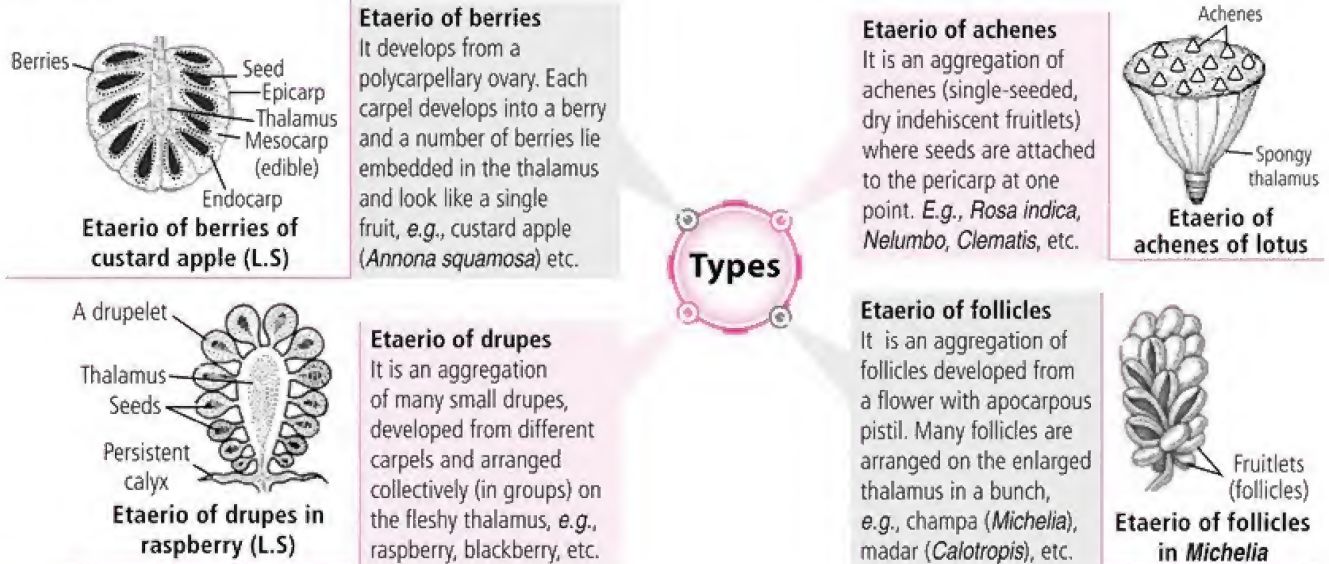 Berries
Seed
Epicarp
Thalamus
Mesocarp
(edible)
Endocarp
Etaerio of berries of
custard apple (L.S)
Etaerio of berries
It develops from a
polycarpellary ovary. Each
carpel develops into a berry
and a number of berries lie
embedded in the thalamus
and look like a single
fruit, e.g., custard apple
(Annona squamosa) etc.
Types
Etaerio of achenes
It is an aggregation of
achenes (single-seeded,
dry indehiscent fruitlets)
where seeds are attached
to the pericarp at one
point. E.g., Rosa indica,
Nelumbo, Clematis, etc.
Achenes
Spongy
thalamus
Etaerio of
achenes of lotus
A drupelet
Thalamus
Seeds
Persistent
calyx
Etaerio of drupes in
raspberry (L.S)
Etaerio of drupes
It is an aggregation
of many small drupes,
developed from different
carpels and arranged
collectively (in groups) on
the fleshy thalamus, e.g.,
raspberry, blackberry, etc.
Etaerio of follicles
It is an aggregation of
follicles developed from
a flower with apocarpous
pistil. Many follicles are
arranged on the enlarged
thalamus in a bunch,
e.g., champa (Michelia),
madar (Calotropis), etc.
Fruitlets
(follicles)
Etaerio of follicles
in Michelia